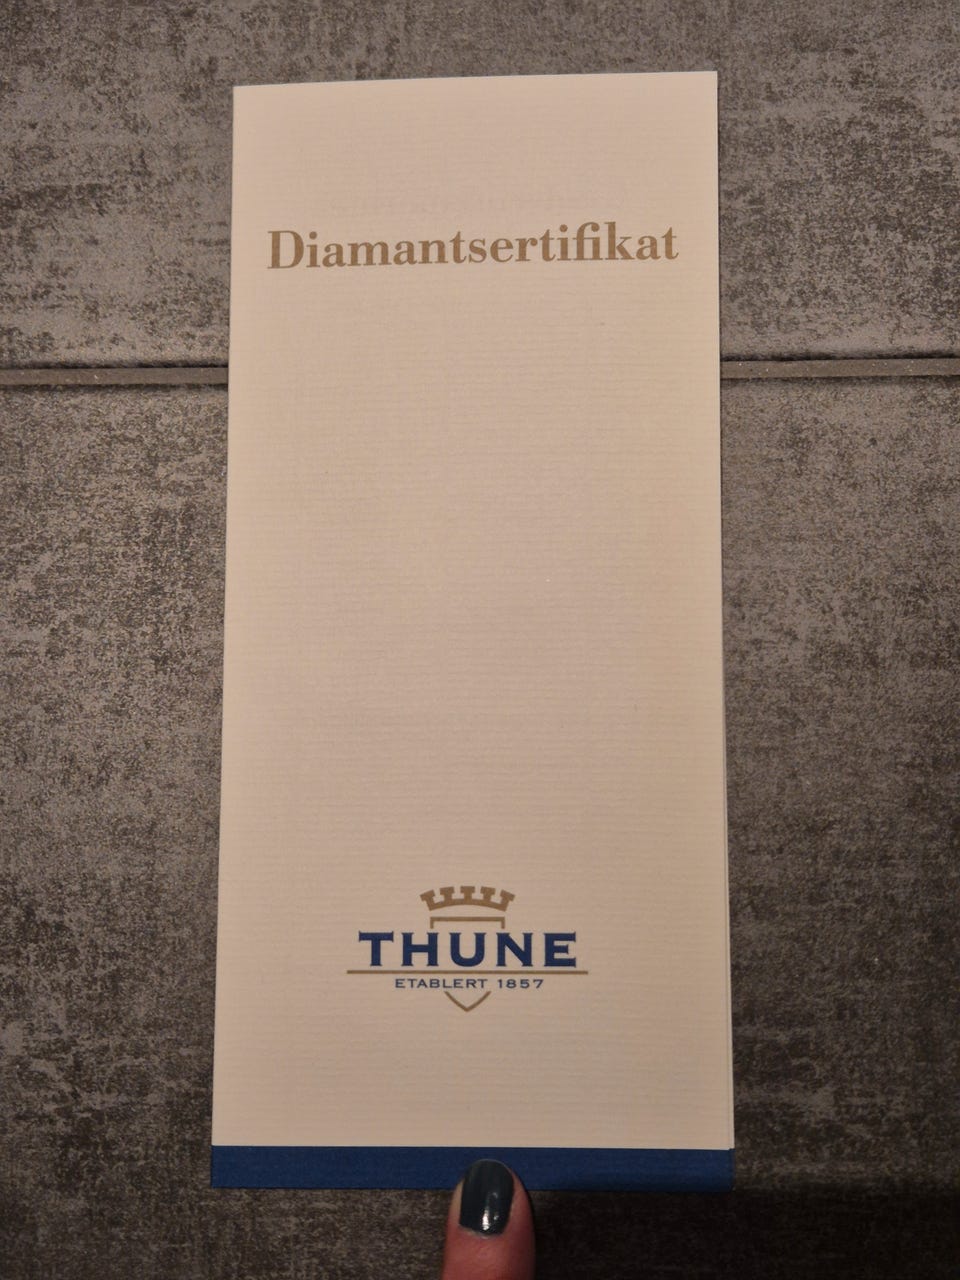 Diamantsertifikat
THUNE
ETABLERT 1857